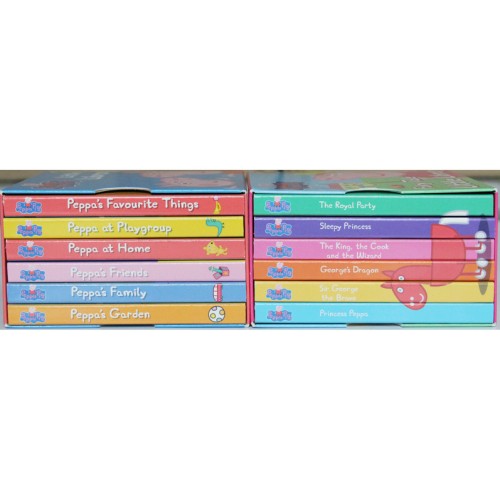 Peppa's Favourite Things
Peppa at Playgroup
Peppa at Home
Peppa's Friends
Peppa's Family
Peppa's Garden
The Royal Party
Sleepy Princess
The King, the Cook
and the Wizard
George's Dragon
Sir George
the Brave
Princess Peppa